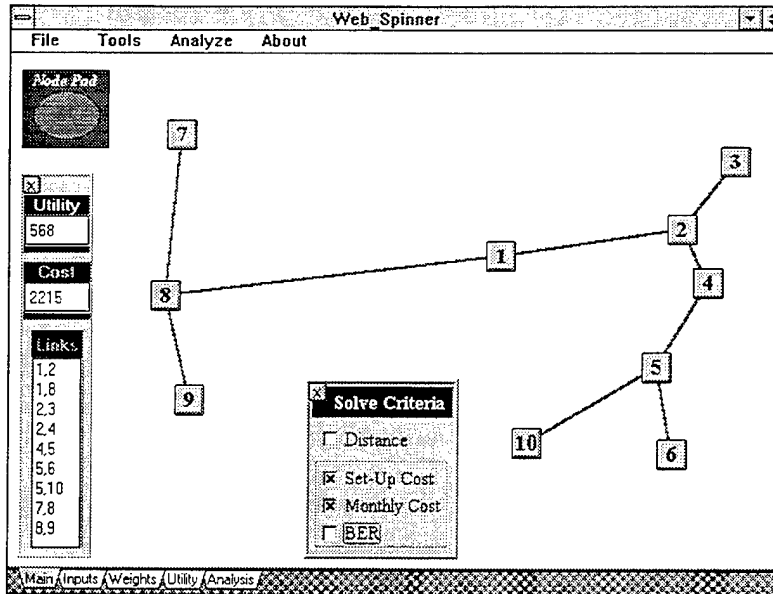 Web_Spinner
File Tools Analyze About
Node Pad
7
3
2
1
8
4
5
9
10
6
x
Utility
568
Cost
2215
Links
1,2
1,8
2,3
2,4
4,5
5,6
5,10
7,8
8,9
x
Solve Criteria
Distance
Set-Up Cost
Monthly Cost
BER
Main Inputs Weights Utility Analysis